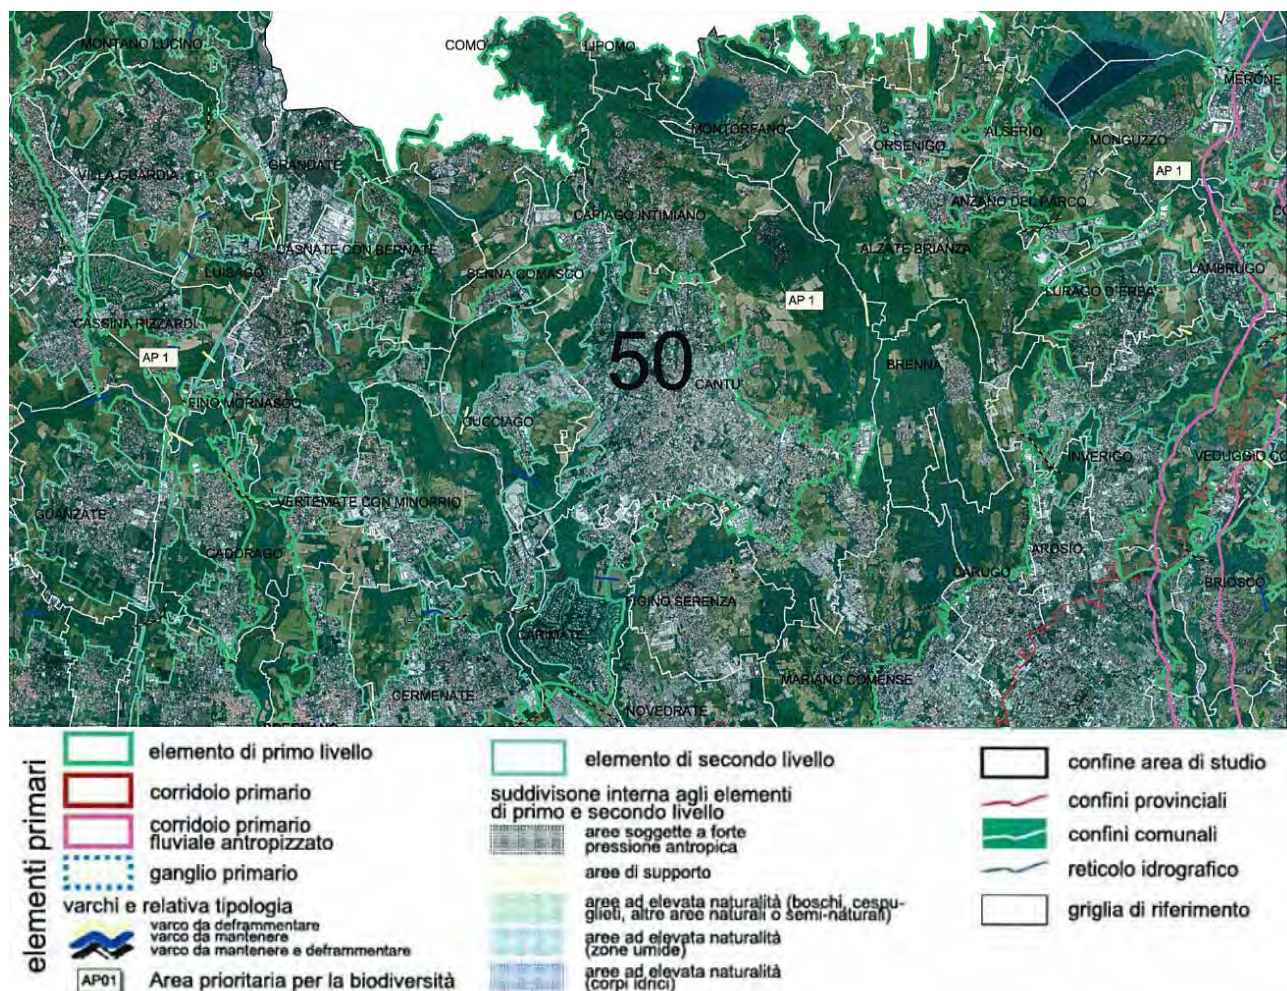 MONTANO LUCINO
COMO
LIPOMO
MERONE
MONTORFANO
ALSERIO
ORSENIGO
MONGUZZO
GRANDATE
VILLA GUARDIA
AP 1
ANZANO DEL PARCO
CAPIAGO INTIMIANO
CASNATE CON BERNATE
ALZATE BRIANZA
LUISAGO
SENNA COMASCO
LAMBRUGO
LURAGO D'ERBA
AP 1
CASSINA RIZZARDI
AP 1
50
BRENNA
CANTU'
FINO MORNASCO
CUCCIAGO
INVERIGO
VEDUGGIO CO
VERTEMATE CON MINOPRIO
GUANZATE
CADORAGO
AROSIO
CARUGO
BRIOSCO
FIGINO SERENZA
CARIMATE
MARIANO COMENSE
CERMENATE
NOVEDRATE
BREGNANO
elementi primari
elemento di primo livello
corridoio primario
corridoio primario
fluviale antropizzato
ganglio primario
varchi e relativa tipologia
varco da deframmentare
varco da mantenere
varco da mantenere e deframmentare
AP01 Area prioritaria per la biodiversità
elemento di secondo livello
suddivisone interna agli elementi
di primo e secondo livello
aree soggette a forte
pressione antropica
aree di supporto
aree ad elevata naturalità (boschi, cespu-
glieti, altre aree naturali o semi-naturali)
aree ad elevata naturalità
(zone umide)
aree ad elevata naturalità
(corpi idrici)
confine area di studio
confini provinciali
confini comunali
reticolo idrografico
griglia di riferimento